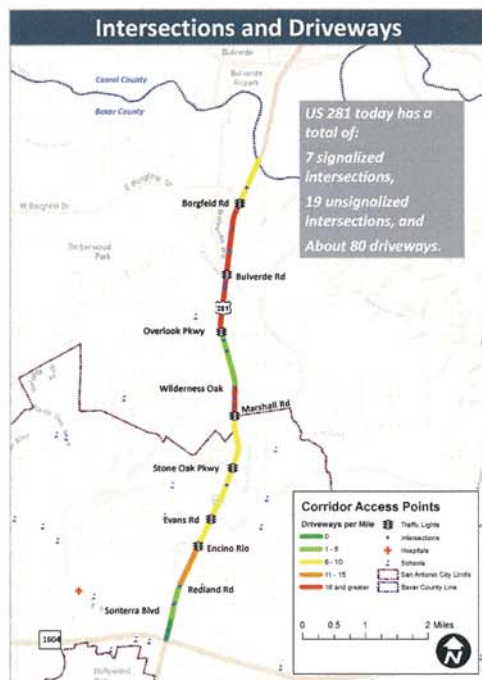 Intersections and Driveways
Bulverde
Bulverde
Airport
Comal County
Bexar County
US 281 today has a
total of:
7 signalized
intersections,
19 unsignalized
intersections, and
About 80 driveways.
E Borgfeld Dr
W Borgfeld Dr
Borgfeld Rd
Timberwood
Park
Bulverde Rd
281
Overlook Pkwy
Wilderness Oak
Marshall Rd
Stone Oak Pkwy
Evans Rd
Encino Rio
Redland Rd
Sonterra Blvd
1604
Hollywood
Corridor Access Points
Driveways per Mile
0
1 - 5
6 - 10
11 - 15
16 and greater
Traffic Lights
Intersections
Hospitals
Schools
San Antonio City Limits
Bexar County Line
0 0.5 1 2 Miles
N